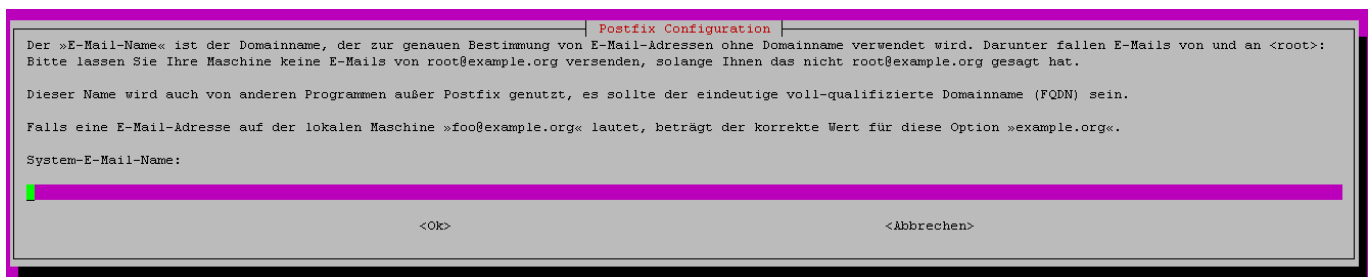 Postfix Configuration
Der »E-Mail-Name« ist der Domainname, der zur genauen Bestimmung von E-Mail-Adressen ohne Domainname verwendet wird. Darunter fallen E-Mails von und an <root>:
Bitte lassen Sie Ihre Maschine keine E-Mails von root@example.org versenden, solange Ihnen das nicht root@example.org gesagt hat.
Dieser Name wird auch von anderen Programmen außer Postfix genutzt, es sollte der eindeutige voll-qualifizierte Domainname (FQDN) sein.
Falls eine E-Mail-Adresse auf der lokalen Maschine »foo@example.org« lautet, beträgt der korrekte Wert für diese Option »example.org«.
System-E-Mail-Name:
<Ok> <Abbrechen>